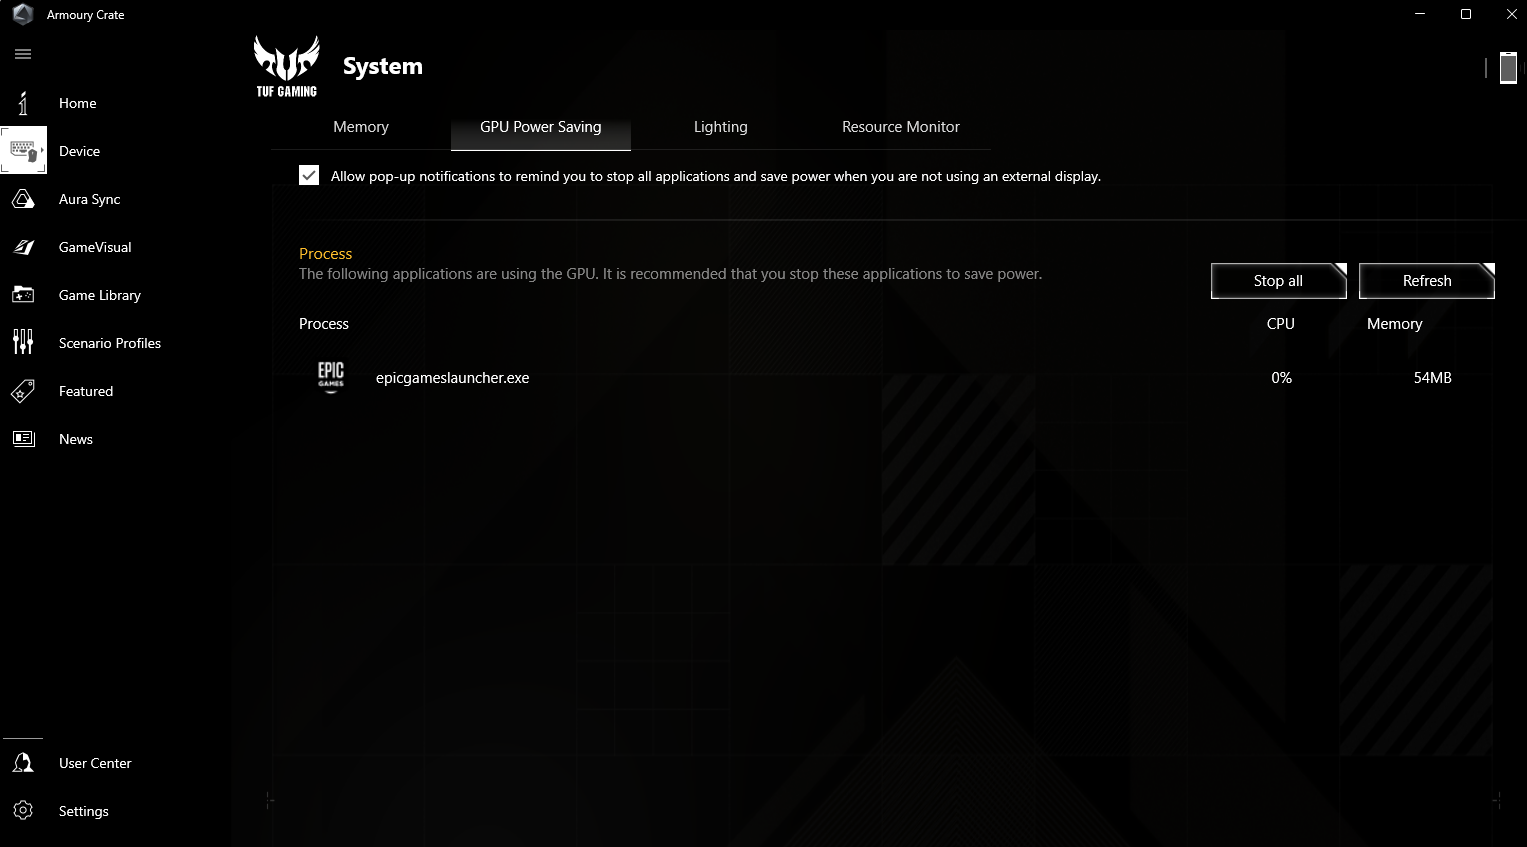 Armoury Crate
TUF GAMING
System
Home
Device
Aura Sync
GameVisual
Game Library
Scenario Profiles
Featured
News
User Center
Settings
Memory
GPU Power Saving
Lighting
Resource Monitor
Allow pop-up notifications to remind you to stop all applications and save power when you are not using an external display.
Process
The following applications are using the GPU. It is recommended that you stop these applications to save power.
Stop all
Refresh
Process
CPU
Memory
EPIC
GAMES
epicgameslauncher.exe
0%
54MB